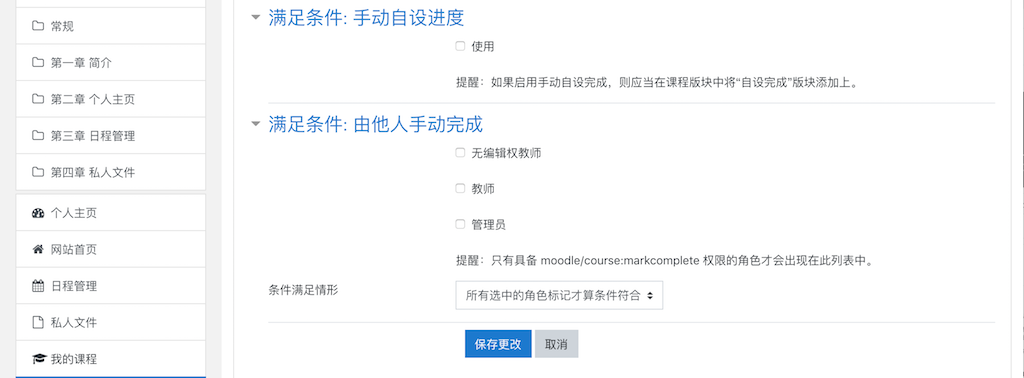 常规
第一章 简介
第二章 个人主页
第三章 日程管理
第四章 私人文件
个人主页
网站首页
日程管理
私人文件
我的课程
满足条件: 手动自设进度
使用
提醒：如果启用手动自设完成，则应当在课程版块中将“自设完成”版块添加上。
满足条件: 由他人手动完成
无编辑权教师
教师
管理员
提醒：只有具备 moodle/course:markcomplete 权限的角色才会出现在此列表中。
条件满足情形
所有选中的角色标记才算条件符合
保存更改
取消